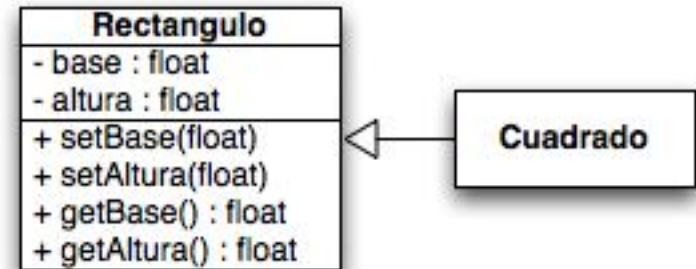 Rectangulo
- base : float
- altura : float
+ setBase(float)
+ setAltura(float)
+ getBase() : float
+ getAltura() : float
Cuadrado